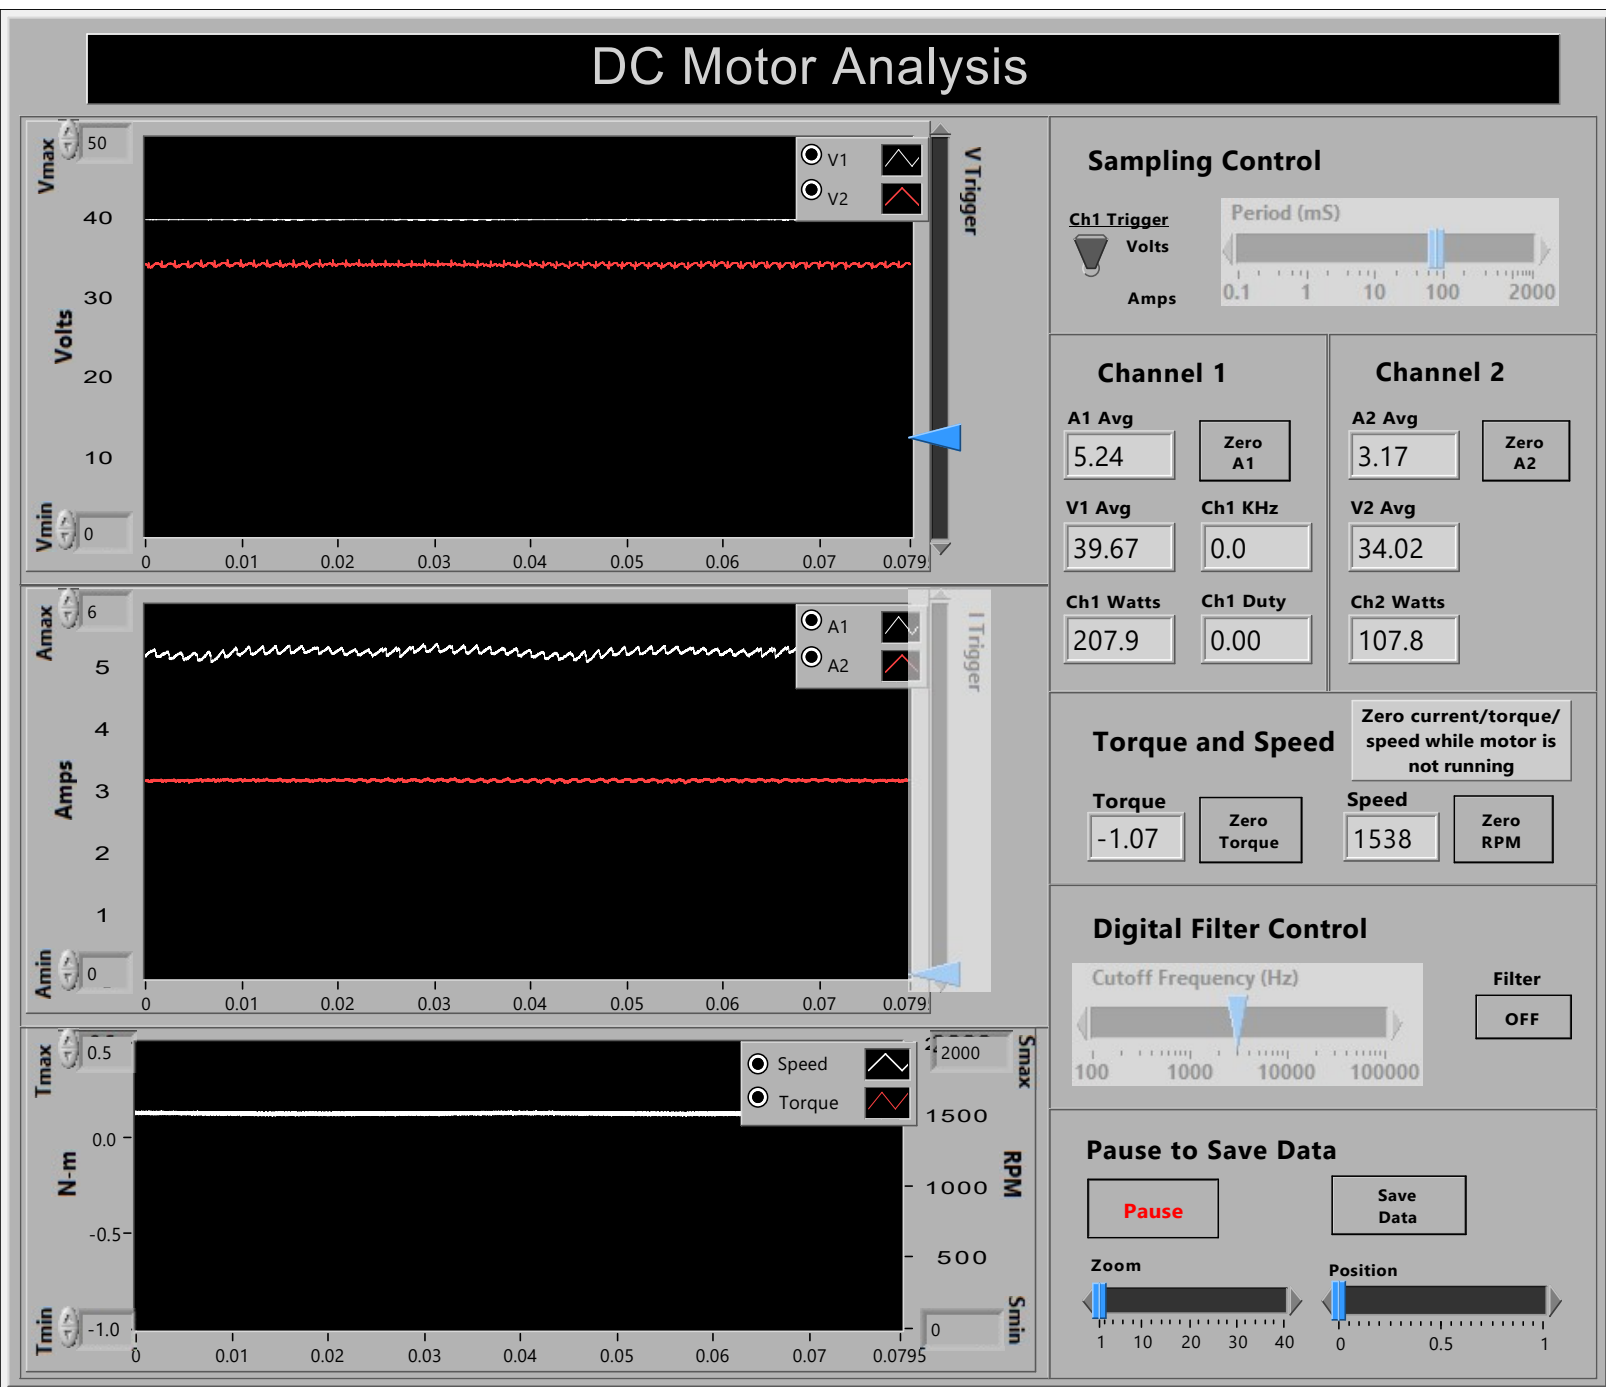 DC Motor Analysis
Vmax
50
40
30
20
10
Volts
Vmin
0
0 0.01 0.02 0.03 0.04 0.05 0.06 0.07
V1
V2
V Trigger
Amax
6
5
4
3
2
1
Amps
Amin
0
0 0.01 0.02 0.03 0.04 0.05 0.06 0.07
A1
A2
I Trigger
Tmax
0.5
0.0
-0.5
-1.0
N-m
Tmin
0 0.01 0.02 0.03 0.04 0.05 0.06 0.07 0.0795
Speed
Torque
2000
1500
1000
500
0
Smax
RPM
Smin
Sampling Control
Ch1 Trigger
Volts
Amps
Period (mS)
0.1 1 10 100 2000
Channel 1
A1 Avg
5.24
Zero
A1
V1 Avg
39.67
Ch1 KHz
0.0
Ch1 Watts
207.9
Ch1 Duty
0.00
Channel 2
A2 Avg
3.17
Zero
A2
V2 Avg
34.02
Ch2 Watts
107.8
Torque and Speed
Zero current/torque/
speed while motor is
not running
Torque
-1.07
Zero
Torque
Speed
1538
Zero
RPM
Digital Filter Control
Cutoff Frequency (Hz)
100 1000 10000 100000
Filter
OFF
Pause to Save Data
Pause
Save
Data
Zoom
1 10 20 30 40
Position
0 0.5 1